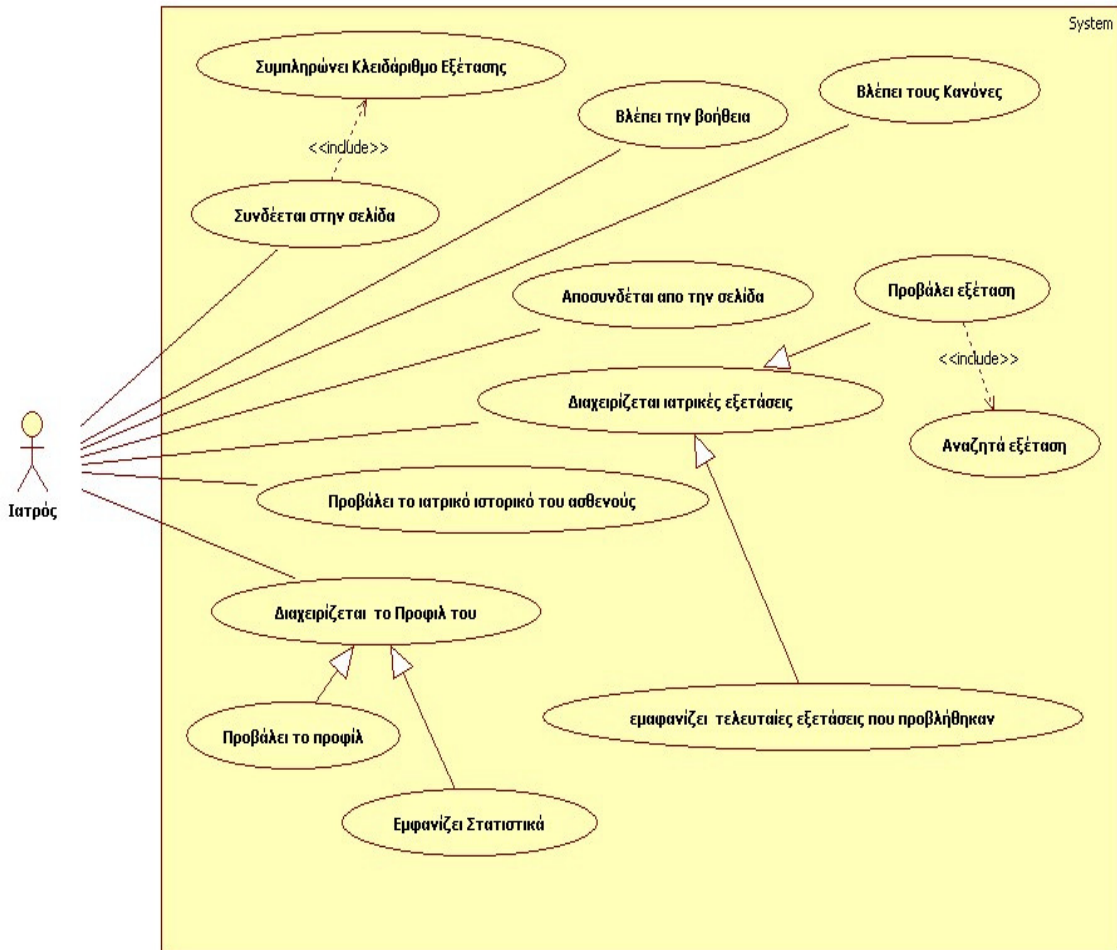 System
Συμπληρώνει Κλειδάριθμο Εξέτασης
Βλέπει τους Κανόνες
Βλέπει την βοήθεια
<<include>>
Συνδέεται στην σελίδα
Αποσυνδέται απο την σελίδα
Προβάλει εξέταση
<<include>>
Διαχειρίζεται ιατρικές εξετάσεις
Αναζητά εξέταση
Προβάλει το ιατρικό ιστορικό του ασθενούς
Ιατρός
Διαχειρίζεται το Προφιλ του
εμαφανίζει τελευταίες εξετάσεις που προβλήθηκαν
Προβάλει το προφίλ
Εμφανίζει Στατιστικά